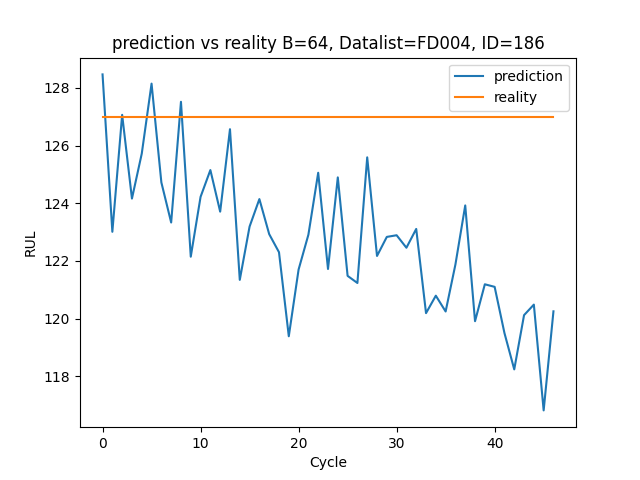 prediction vs reality B=64, Datalist=FD004, ID=186
prediction
reality
128
126
124
122
120
118
RUL
0 10 20 30 40
Cycle